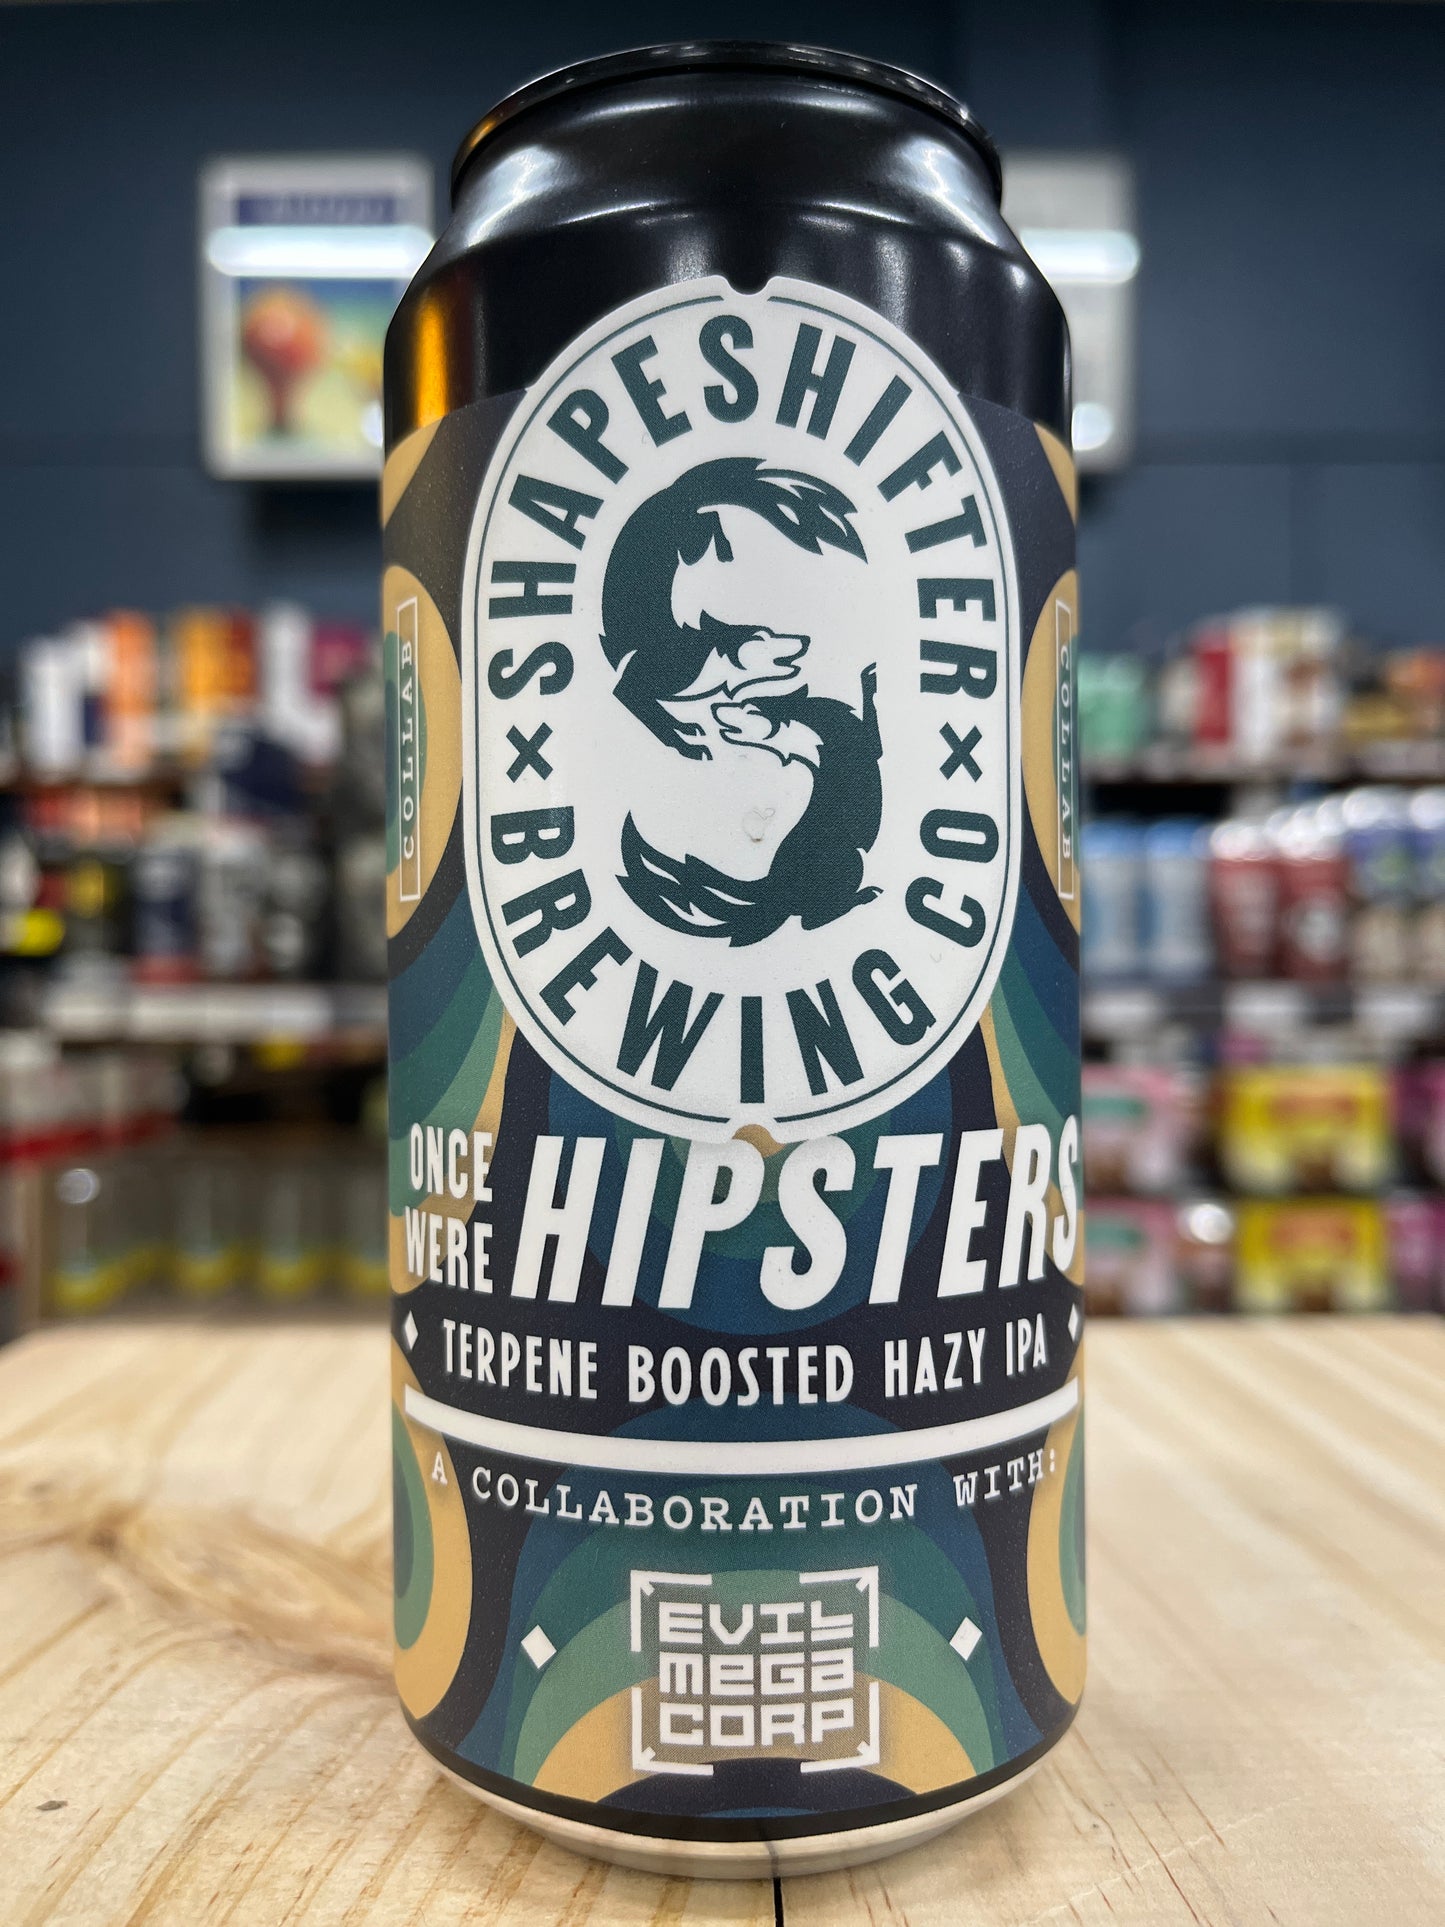 SHAPESHIFTER
BREWING CO
COLLAB
COLLAB
ONCE
WERE
HIPSTERS
TERPENE BOOSTED HAZY IPA
A COLLABORATION WITH:
EVIL
MEGA
CORP